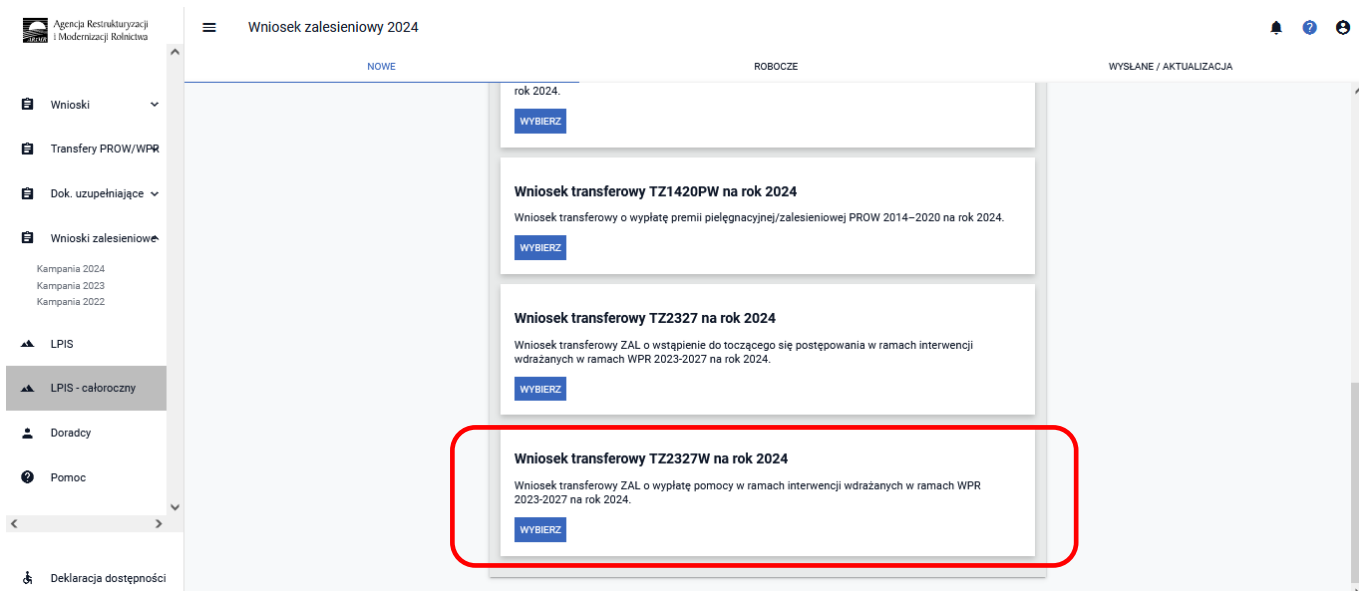 Agencja Restrukturyzacji
i Modernizacji Rolnictwa
ARiMR
Wniosek zalesieniowy 2024
NOWE
ROBOCZE
WYSŁANE / AKTUALIZACJA
Wnioski
Transfery PROW/WPR
Dok. uzupełniające
Wnioski zalesieniowe
Kampania 2024
Kampania 2023
Kampania 2022
LPIS
LPIS - całoroczny
Doradcy
Pomoc
Deklaracja dostępności
rok 2024.
WYBIERZ
Wniosek transferowy TZ1420PW na rok 2024
Wniosek transferowy o wypłatę premii pielęgnacyjnej/zalesieniowej PROW 2014–2020 na rok 2024.
WYBIERZ
Wniosek transferowy TZ2327 na rok 2024
Wniosek transferowy ZAL o wstąpienie do toczącego się postępowania w ramach interwencji
wdrażanych w ramach WPR 2023-2027 na rok 2024.
WYBIERZ
Wniosek transferowy TZ2327W na rok 2024
Wniosek transferowy ZAL o wypłatę pomocy w ramach interwencji wdrażanych w ramach WPR
2023-2027 na rok 2024.
WYBIERZ